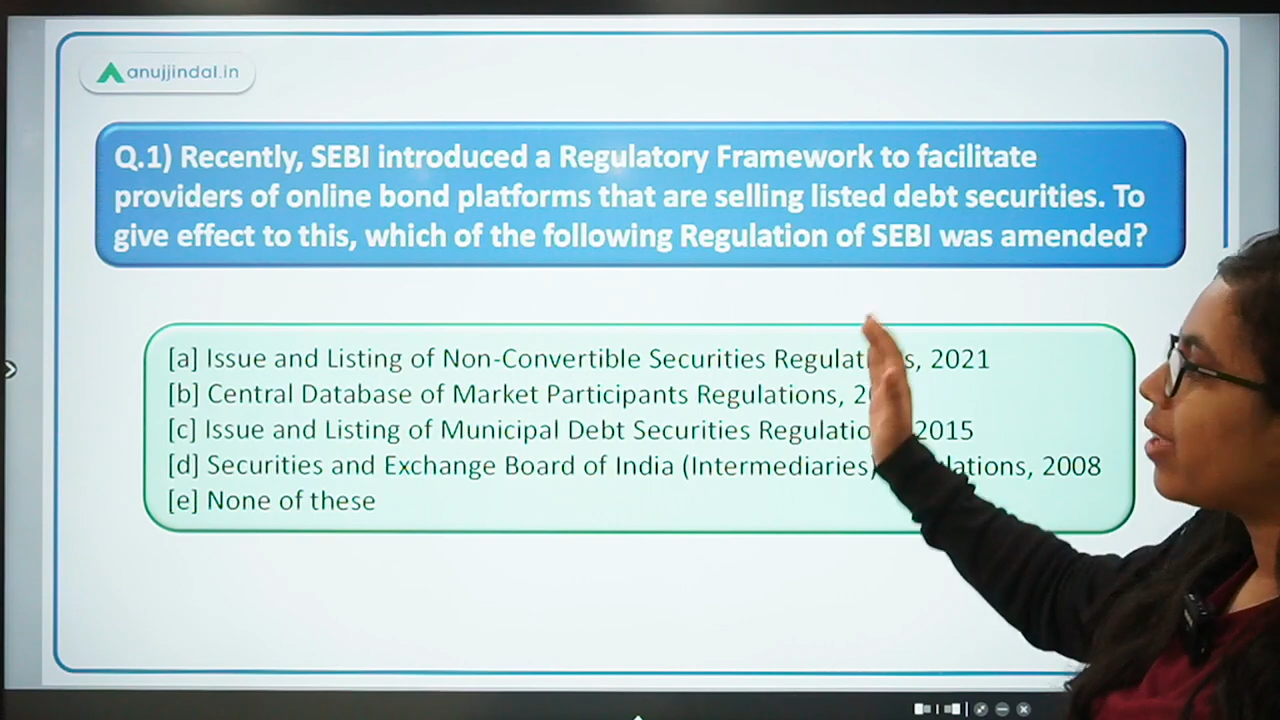 anujjindal.in
Q.1) Recently, SEBI introduced a Regulatory Framework to facilitate
providers of online bond platforms that are selling listed debt securities. To
give effect to this, which of the following Regulation of SEBI was amended?
[a] Issue and Listing of Non-Convertible Securities 2021
[b] Central Database of Market Participants Regulations,
[c] Issue and Listing of Municipal Debt Securities 2015
[d] Securities and Exchange Board of India (Intermediaries) 2008
[e] None of these